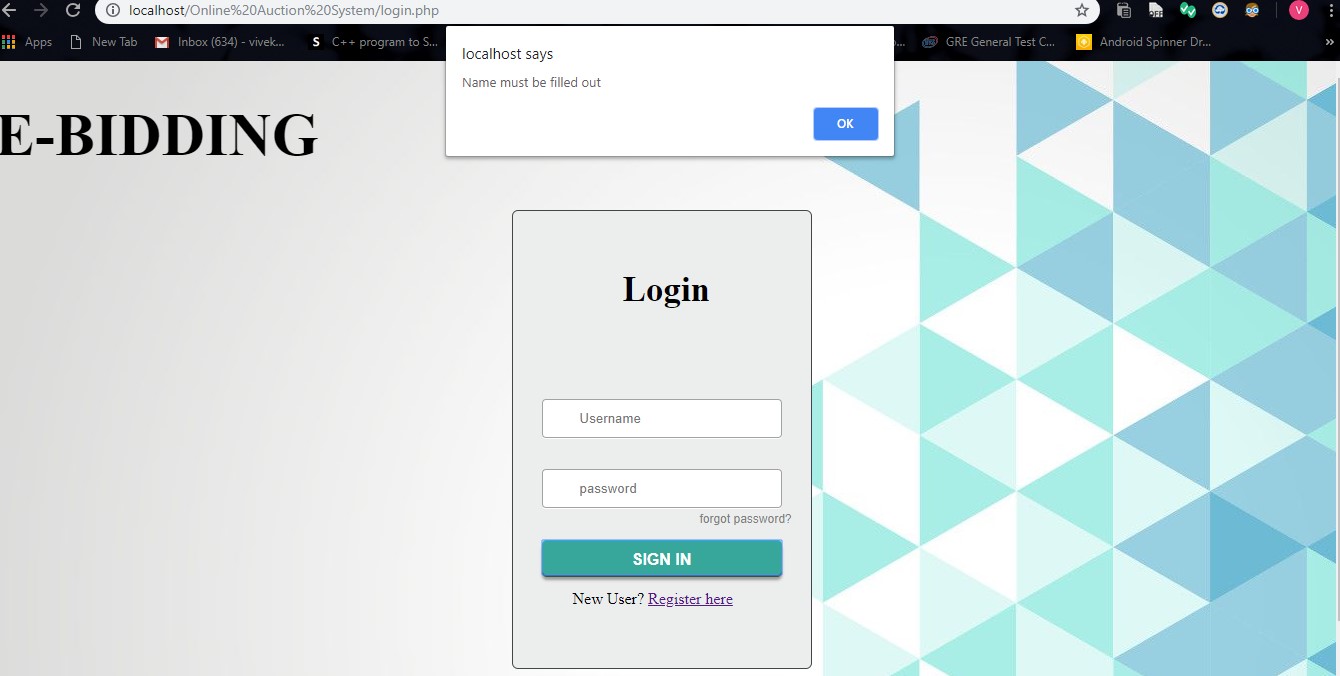 localhost/Online%20Auction%20System/login.php
V
Apps New Tab Inbox (634) - vivek... S C++ program to S... GRE General Test C... Android Spinner Dr... »
localhost says
Name must be filled out
OK
E-BIDDING
Login
Username
password
forgot password?
SIGN IN
New User? Register here